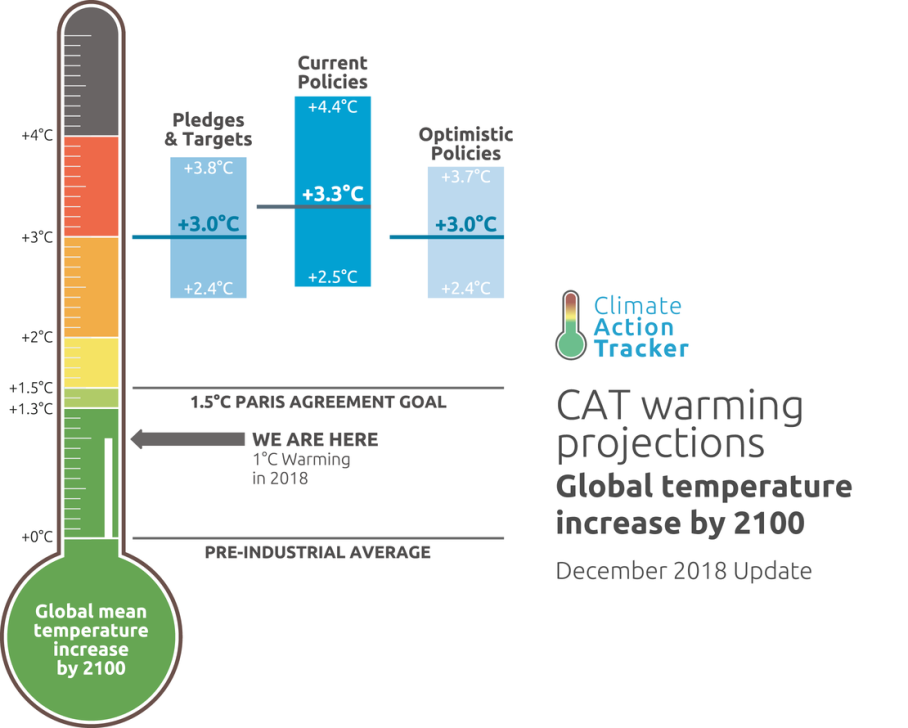 +4°C
+3°C
+2°C
+1.5°C
+1.3°C
+0°C
Global mean
temperature
increase
by 2100
Pledges
& Targets
+3.8°C
+3.0°C
+2.4°C
Current
Policies
+4.4°C
+3.3°C
+2.5°C
Optimistic
Policies
+3.7°C
+3.0°C
+2.4°C
1.5°C PARIS AGREEMENT GOAL
WE ARE HERE
1°C Warming
in 2018
PRE-INDUSTRIAL AVERAGE
Climate
Action
Tracker
CAT warming
projections
Global temperature
increase by 2100
December 2018 Update